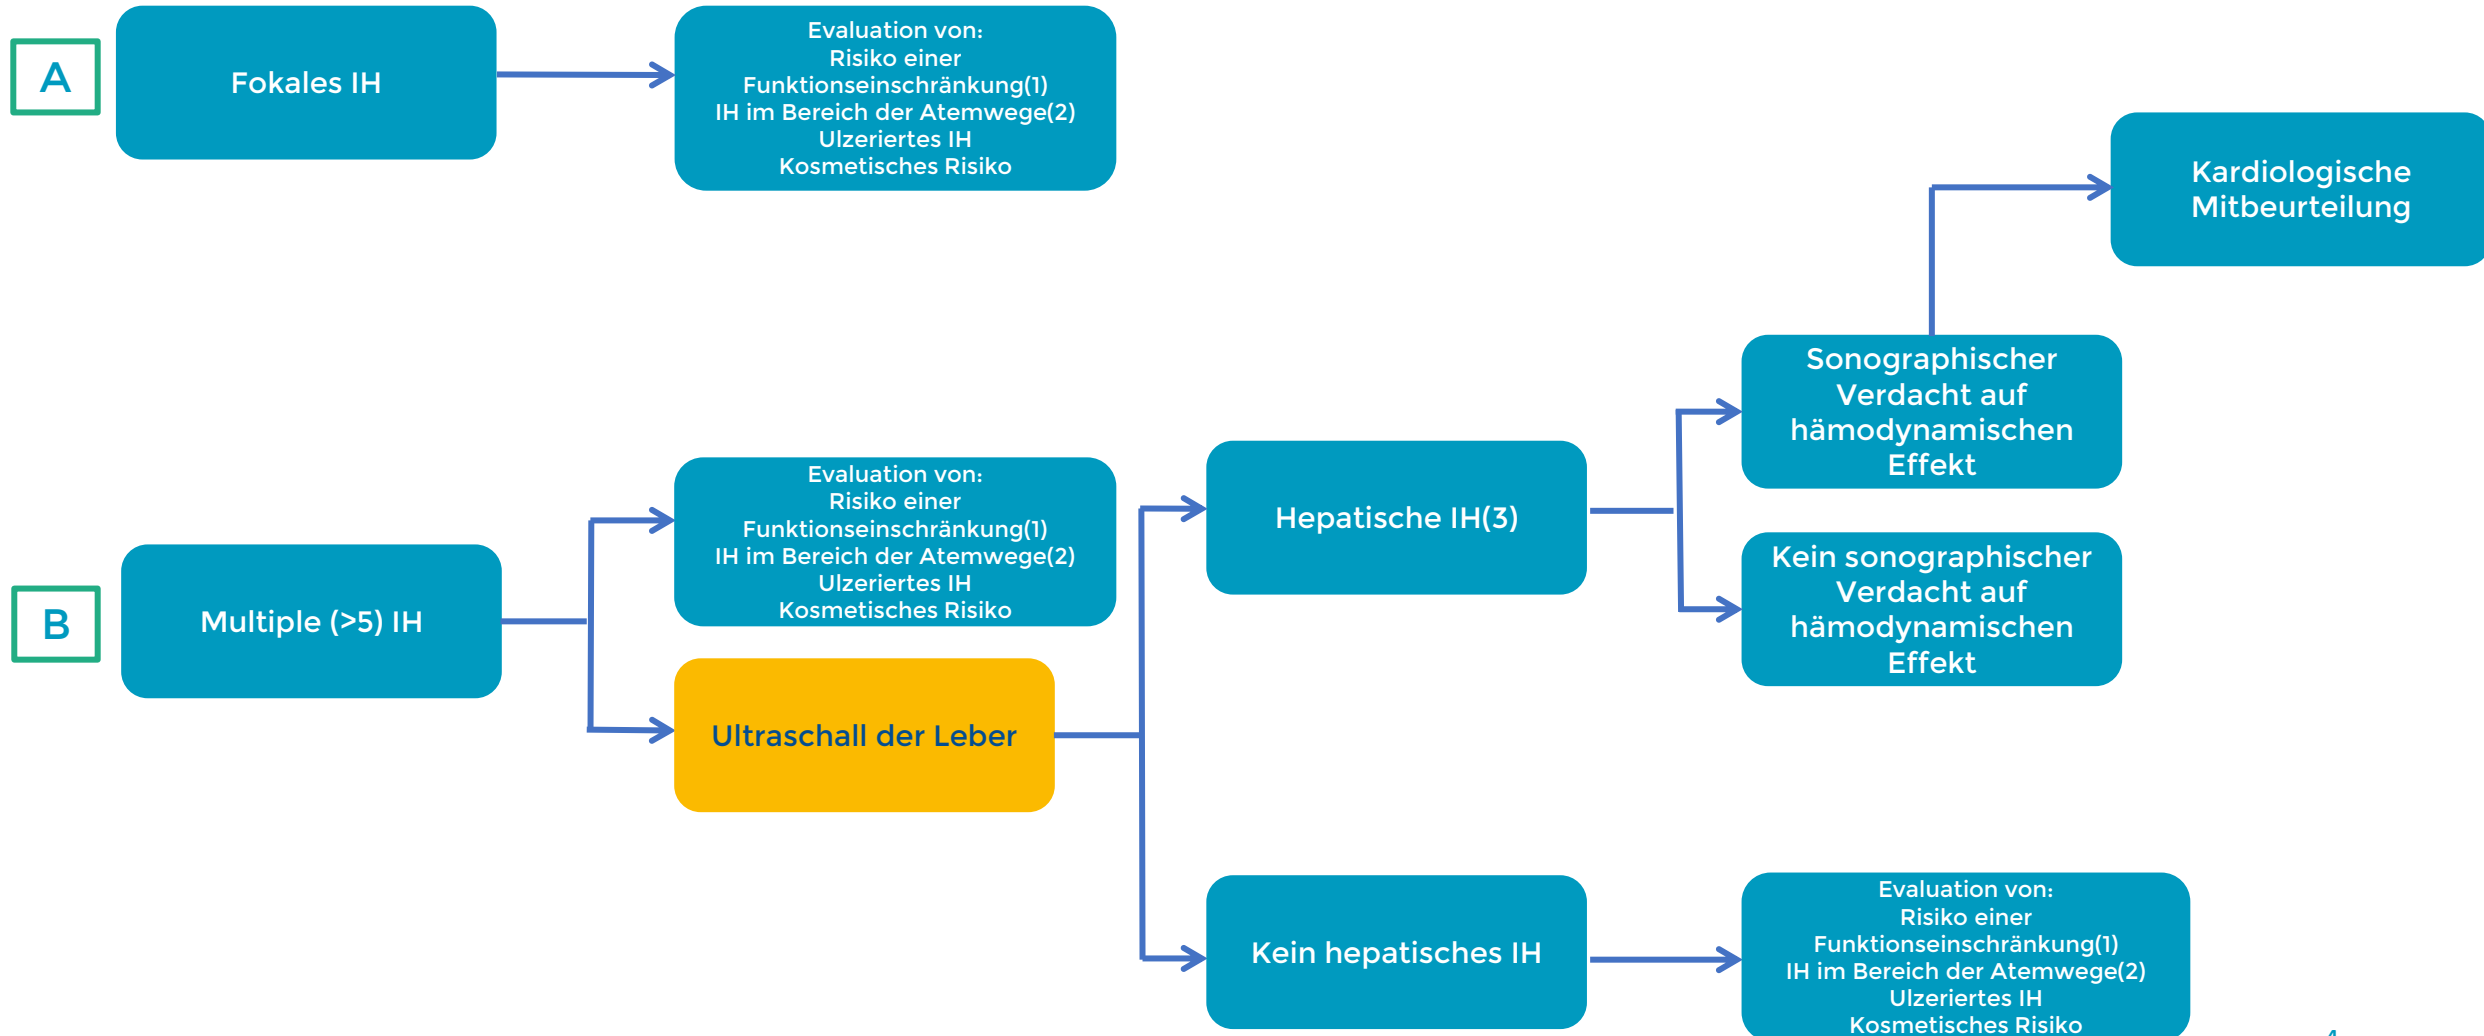 A
Fokales IH
Evaluation von:
Risiko einer
Funktionseinschränkung(1)
IH im Bereich der Atemwege(2)
Ulzeriertes IH
Kosmetisches Risiko
Kardiologische
Mitbeurteilung
Sonographischer
Verdacht auf
hämodynamischen
Effekt
B
Multiple (>5) IH
Evaluation von:
Risiko einer
Funktionseinschränkung(1)
IH im Bereich der Atemwege(2)
Ulzeriertes IH
Kosmetisches Risiko
Hepatische IH(3)
Kein sonographischer
Verdacht auf
hämodynamischen
Effekt
Ultraschall der Leber
Kein hepatisches IH
Evaluation von:
Risiko einer
Funktionseinschränkung(1)
IH im Bereich der Atemwege(2)
Ulzeriertes IH
Kosmetisches Risiko